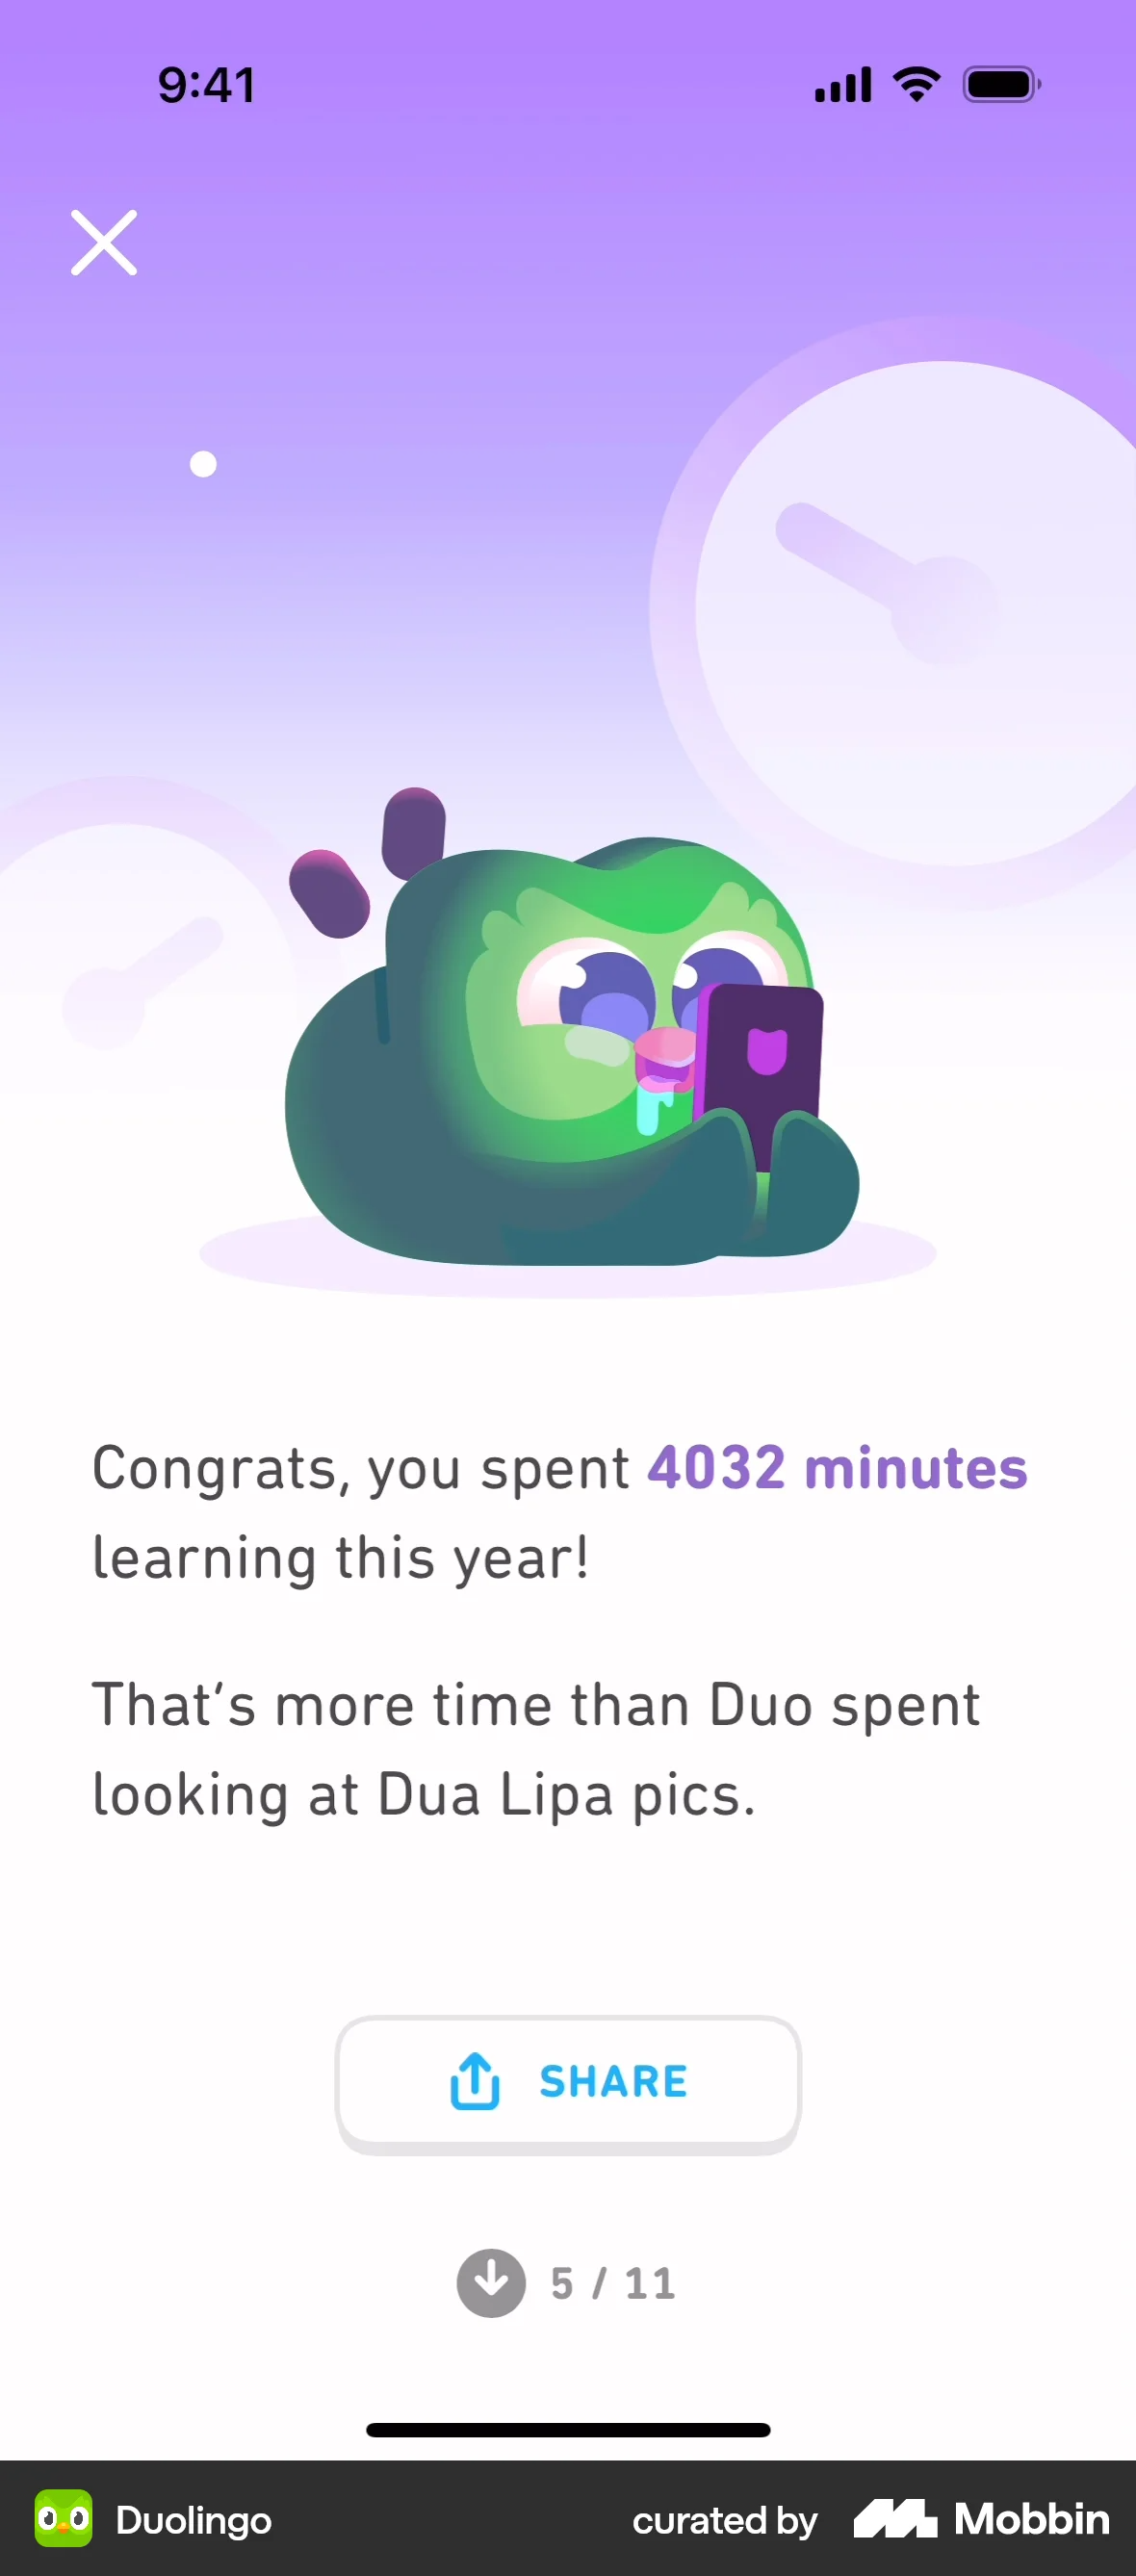 9:41
Congrats, you spent 4032 minutes
learning this year!
That's more time than Duo spent
looking at Dua Lipa pics.
SHARE
5 / 11
Duolingo
curated by Mobbin